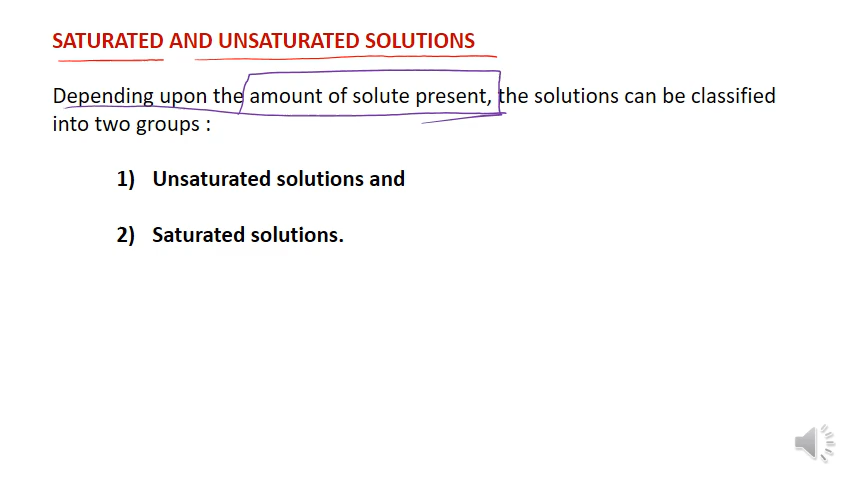 SATURATED AND UNSATURATED SOLUTIONS
Depending upon the amount of solute present, the solutions can be classified
into two groups :
1) Unsaturated solutions and
2) Saturated solutions.